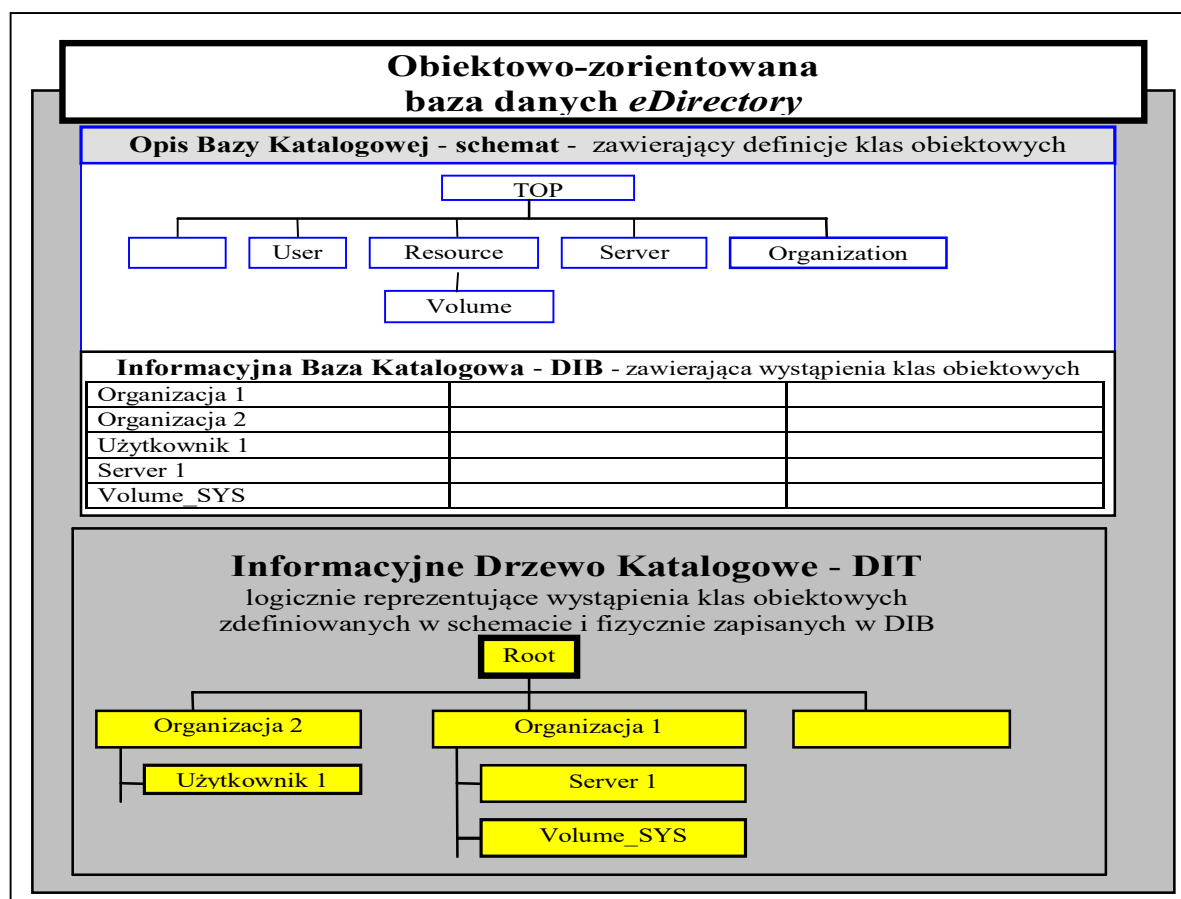 Obiektowo-zorientowana
baza danych eDirectory
Opis Bazy Katalogowej - schemat - zawierający definicje klas obiektowych
TOP
User
Resource
Server
Organization
Volume
Informacyjna Baza Katalogowa - DIB - zawierająca wystąpienia klas obiektowych
Organizacja 1
Organizacja 2
Użytkownik 1
Server 1
Volume_SYS
Informacyjne Drzewo Katalogowe - DIT
logicznie reprezentujące wystąpienia klas obiektowych
zdefiniowanych w schemacie i fizycznie zapisanych w DIB
Root
Organizacja 2
Organizacja 1
Użytkownik 1
Server 1
Volume_SYS